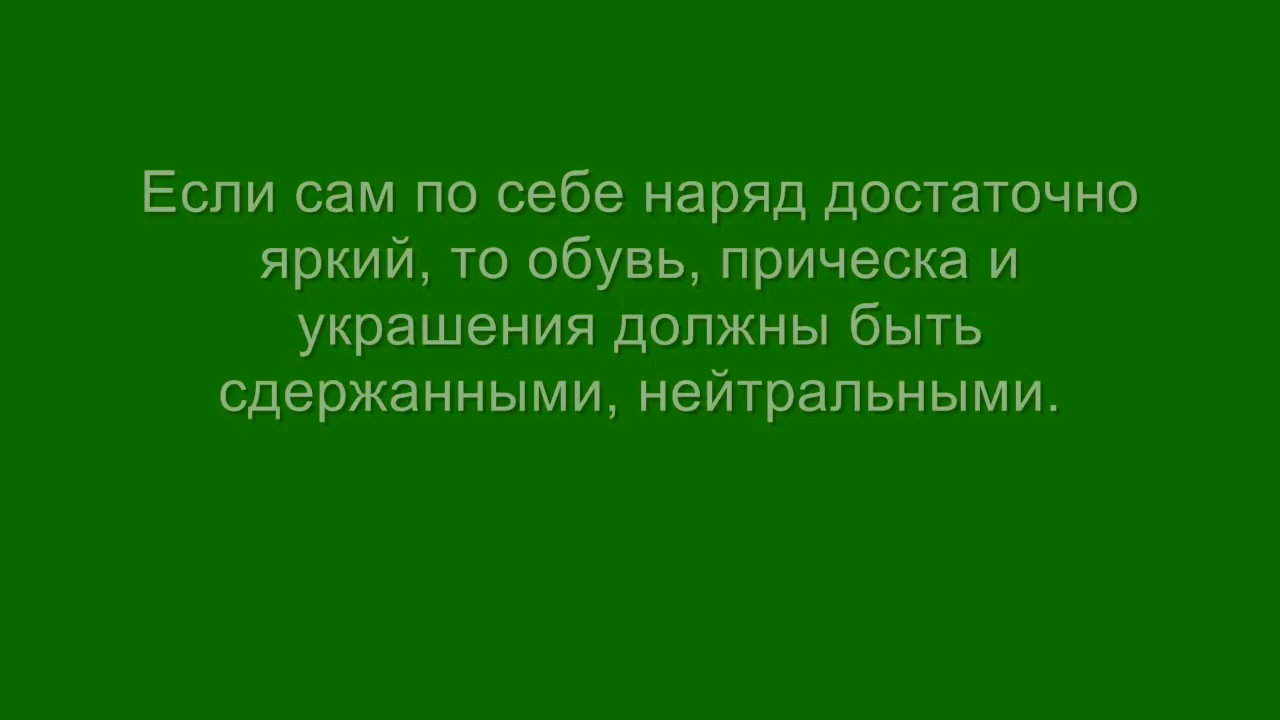 Если сам по себе наряд достаточно
яркий, то обувь, прическа и
украшения должны быть
сдержанными, нейтральными.